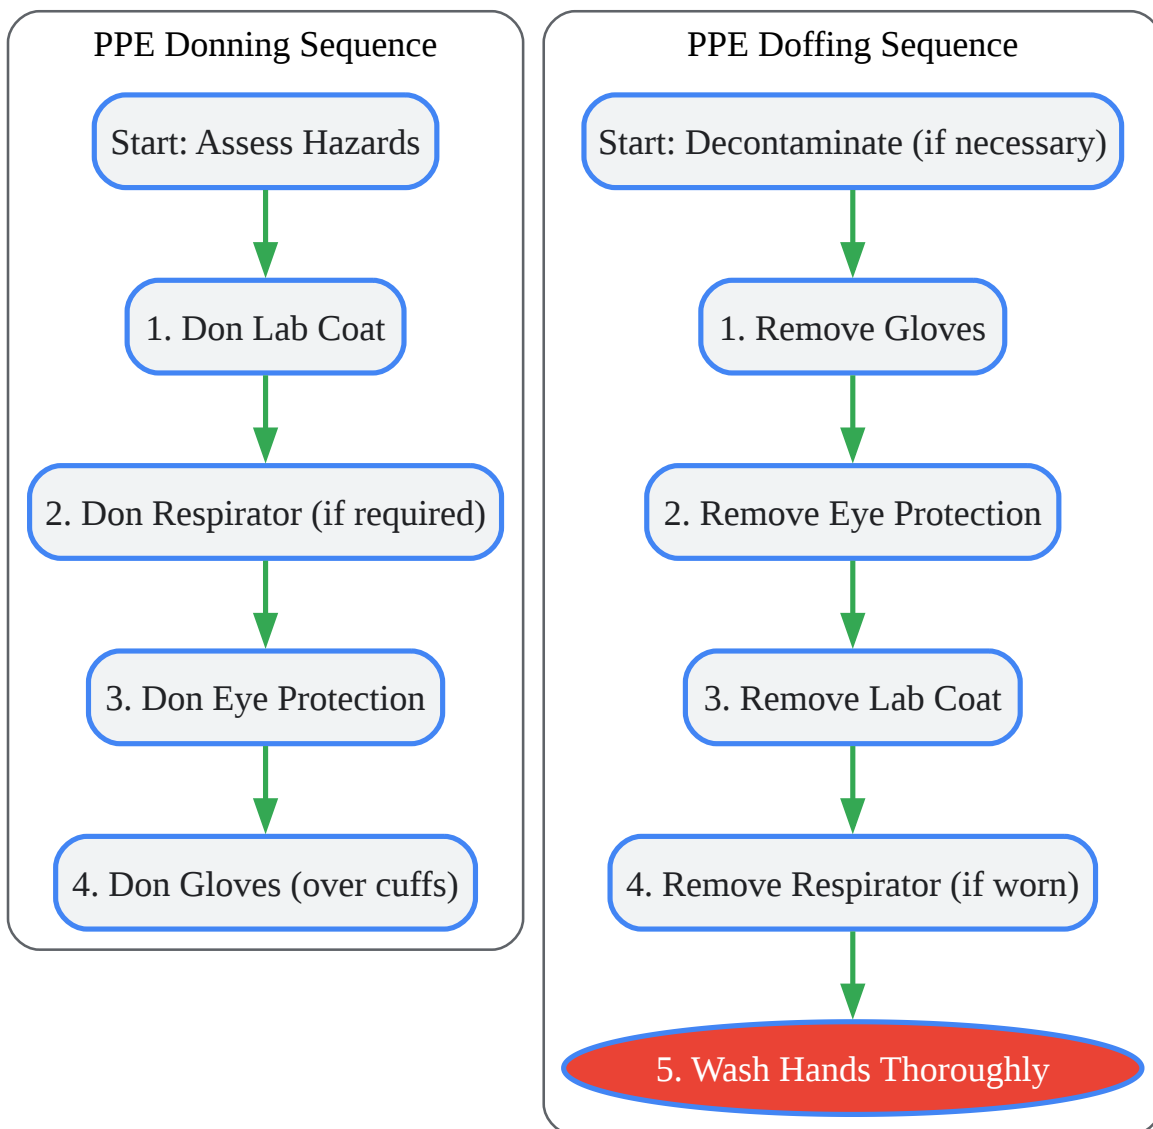 PPE Donning Sequence
Start: Assess Hazards
1. Don Lab Coat
2. Don Respirator (if required)
3. Don Eye Protection
4. Don Gloves (over cuffs)
PPE Doffing Sequence
Start: Decontaminate (if necessary)
1. Remove Gloves
2. Remove Eye Protection
3. Remove Lab Coat
4. Remove Respirator (if worn)
5. Wash Hands Thoroughly